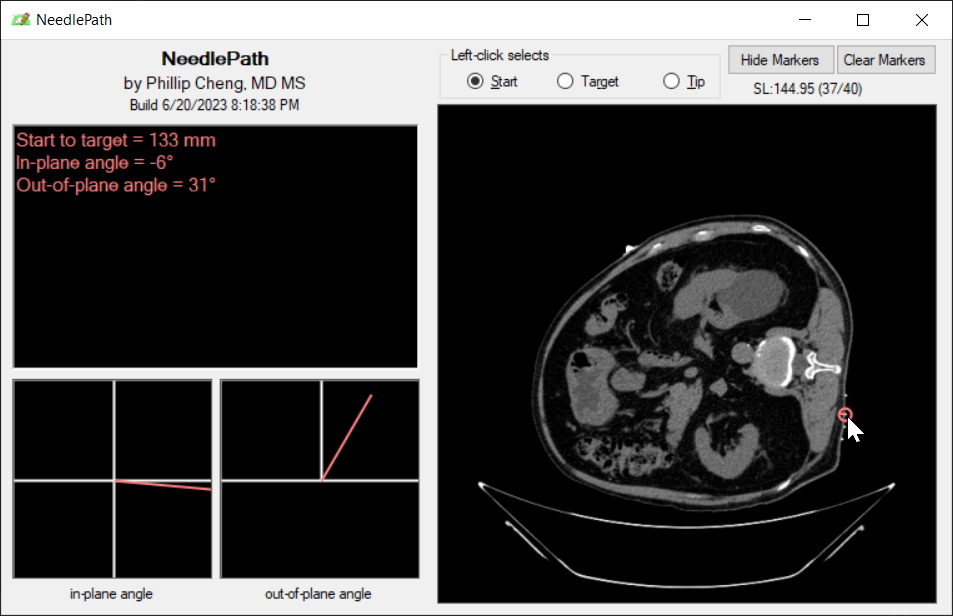 NeedlePath
NeedlePath
by Phillip Cheng, MD MS
Build 6/20/2023 8:18:38 PM
Left-click selects
Start
Target
Tip
Hide Markers
Clear Markers
SL:144.95 (37/40)
Start to target = 133 mm
In-plane angle = -6°
Out-of-plane angle = 31°
in-plane angle
out-of-plane angle